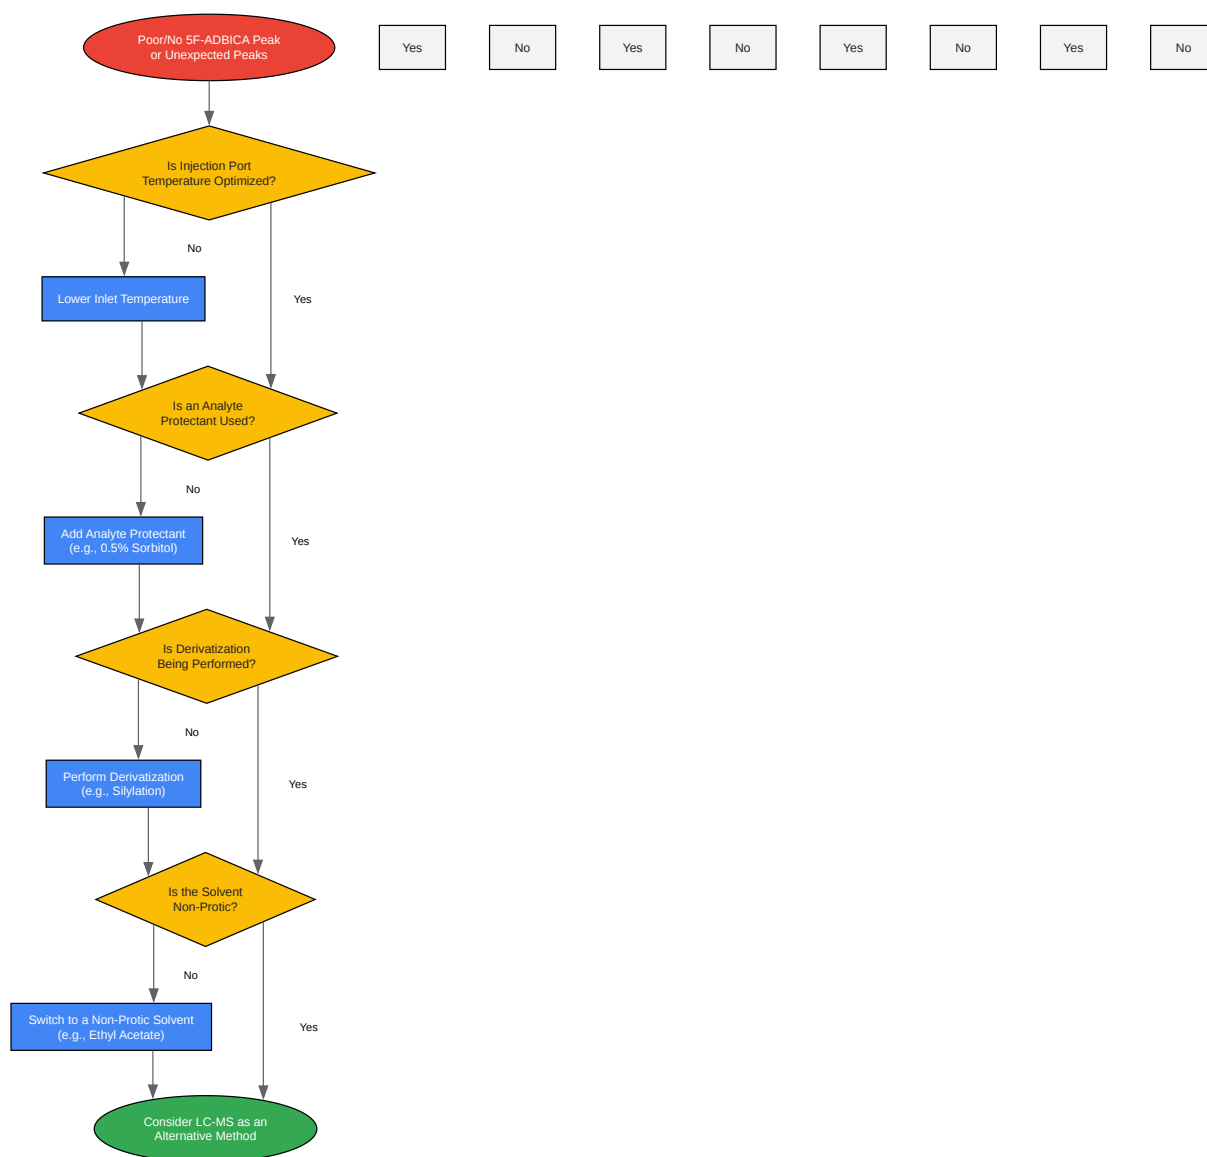 Poor/No 5F-ADBICA Peak
or Unexpected Peaks
Yes
No
Yes
No
Yes
No
Yes
No
Is Injection Port
Temperature Optimized?
No
Lower Inlet Temperature
Yes
Is an Analyte
Protectant Used?
No
Add Analyte Protectant
(e.g., 0.5% Sorbitol)
Yes
Is Derivatization
Being Performed?
No
Perform Derivatization
(e.g., Silylation)
Yes
Is the Solvent
Non-Protic?
No
Switch to a Non-Protic Solvent
(e.g., Ethyl Acetate)
Yes
Consider LC-MS as an
Alternative Method